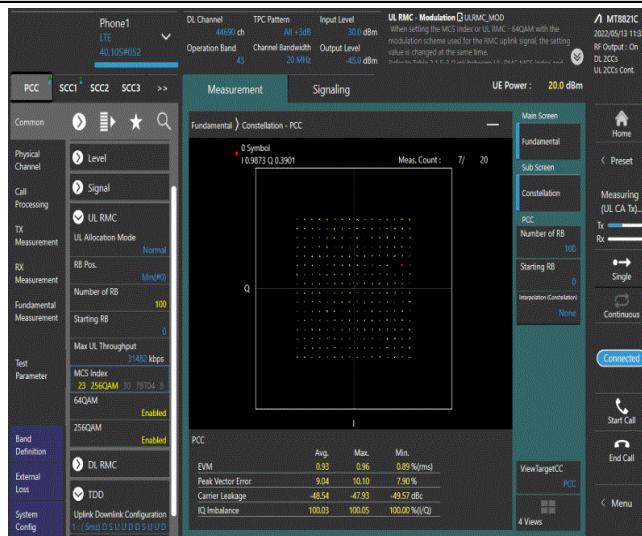 Phone1
LTE
40.105#052
DL Channel
44690 ch
TPC Pattern
All +3dB
Input Level
30.0 dBm
Operation Band
43
Channel Bandwidth
20 MHz
Output Level
-45.0 dBm
UL RMC - Modulation ULRMC_MOD
When setting the MCS Index or UL RMC - 64QAM with the
modulation scheme used for the RMC uplink signal, the setting
value is changed at the same time.
MT8821C
2022/05/13 11:3
RF Output : On
DL 2CCs
UL 2CCs Cont.
PCC
SCC1
SCC2
SCC3
>>
Measurement
Signaling
UE Power : 20.0 dBm
Common
Physical
Channel
Call
Processing
TX
Measurement
RX
Measurement
Fundamental
Measurement
Test
Parameter
Band
Definition
External
Loss
System
Config
Level
Signal
UL RMC
UL Allocation Mode
Normal
RB Pos.
Min(#0)
Number of RB
100
Starting RB
0
Max UL Throughput
31482 kbps
MCS Index
23 256QAM 30 78704 8
64QAM
Enabled
256QAM
Enabled
DL RMC
TDD
Uplink Downlink Configuration
1 : ( 5ms) D S U U D D S U U D
Fundamental 〉 Constellation - PCC
0 Symbol
I 0.9873 Q 0.3901
Meas. Count : 7/ 20
Q
I
PCC
Avg. Max. Min.
EVM 0.93 0.96 0.89 %(rms)
Peak Vector Error 9.04 10.10 7.90 %
Carrier Leakage -48.54 -47.93 -49.57 dBc
IQ Imbalance 100.03 100.05 100.00 %(I/Q)
Main Screen
Fundamental
Sub Screen
Constellation
PCC
Number of RB
100
Starting RB
0
Interpolation (Constellation)
None
ViewTargetCC
PCC
4 Views
Home
Preset
Measuring
(UL CA Tx)...
Tx
Rx
Single
Continuous
Connected
Start Call
End Call
Menu